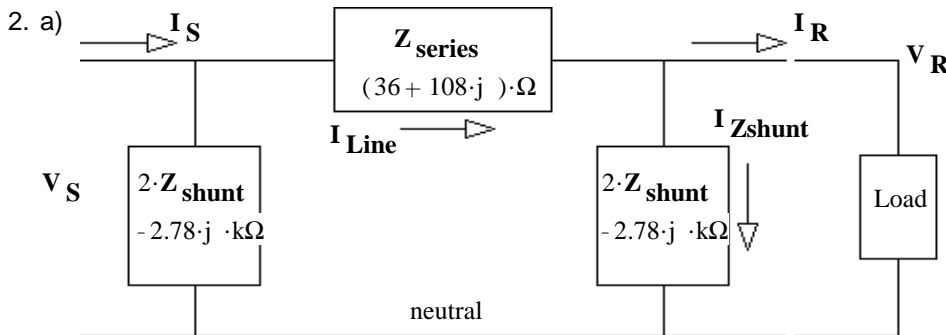 2. a)
I S
Z series
(36 + 108·j )·Ω
I R
V R
I Line
I Zshunt
V S
2·Z shunt
- 2.78·j ·kΩ
2·Z shunt
- 2.78·j ·kΩ
Load
neutral